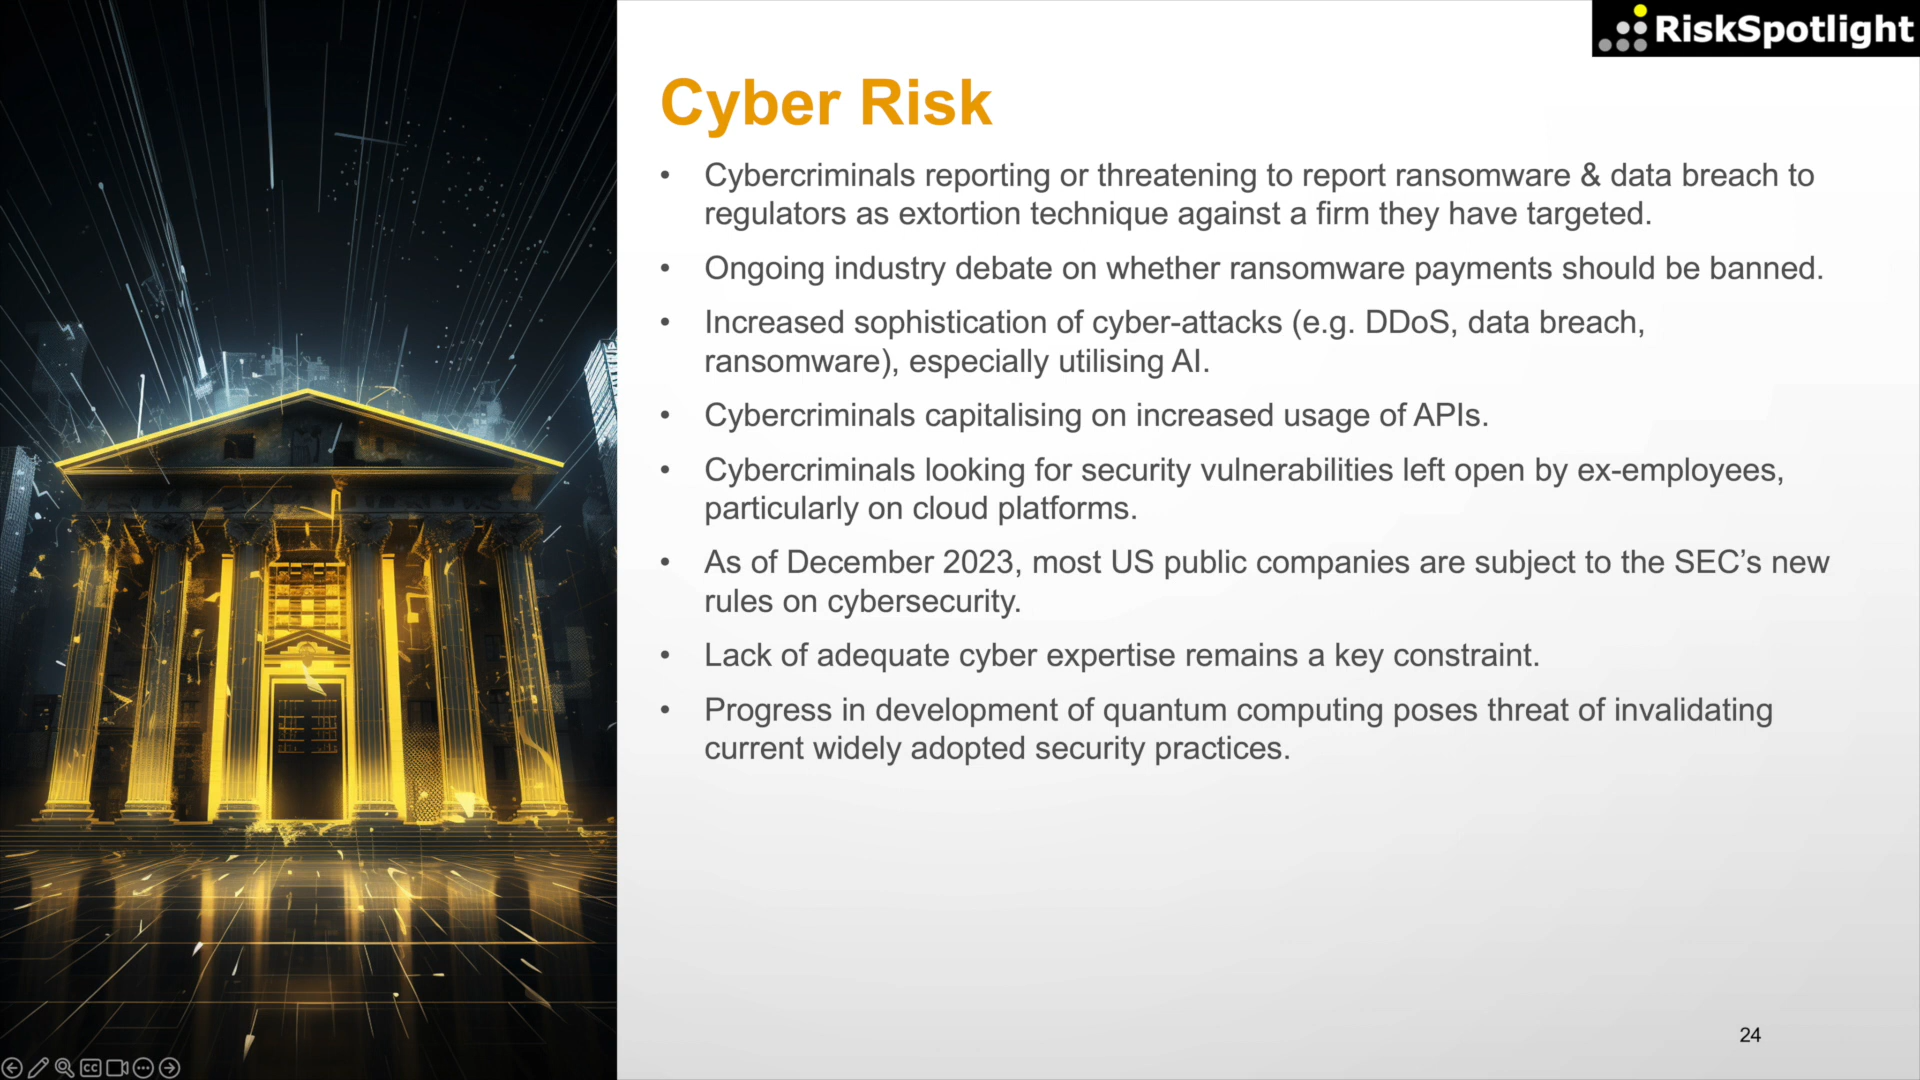 RiskSpotlight
Cyber Risk
• Cybercriminals reporting or threatening to report ransomware & data breach to
regulators as extortion technique against a firm they have targeted.
• Ongoing industry debate on whether ransomware payments should be banned.
• Increased sophistication of cyber-attacks (e.g. DDoS, data breach,
ransomware), especially utilising AI.
• Cybercriminals capitalising on increased usage of APIs.
• Cybercriminals looking for security vulnerabilities left open by ex-employees,
particularly on cloud platforms.
• As of December 2023, most US public companies are subject to the SEC’s new
rules on cybersecurity.
• Lack of adequate cyber expertise remains a key constraint.
• Progress in development of quantum computing poses threat of invalidating
current widely adopted security practices.
24
CC